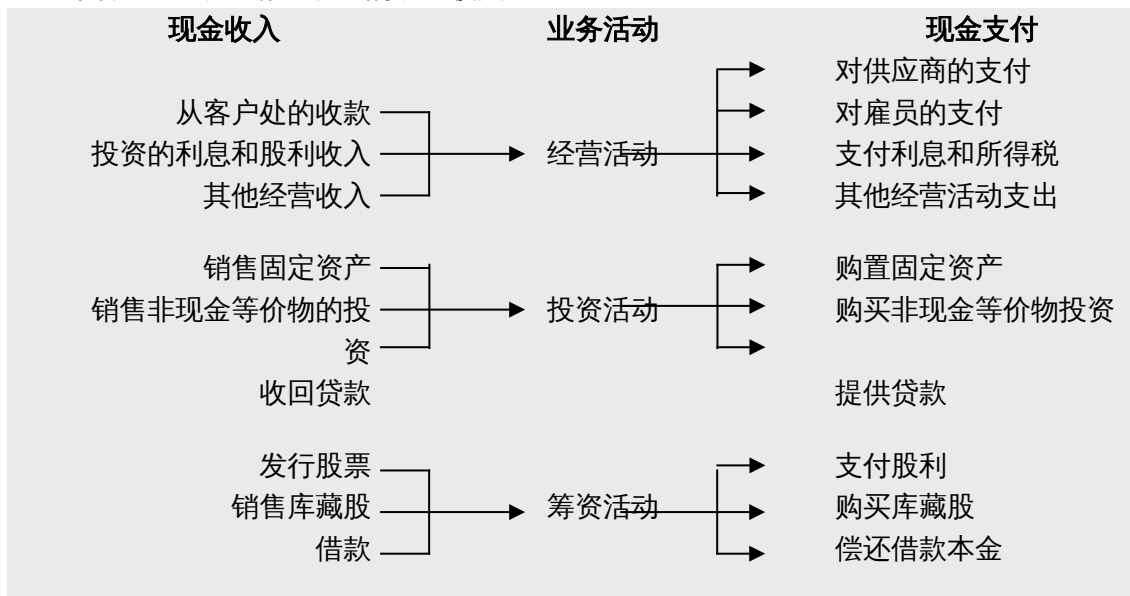 现金收入 业务活动 现金支付
对供应商的支付
从客户处的收款 对雇员的支付
投资的利息和股利收入 经营活动 支付利息和所得税
其他经营收入 其他经营活动支出
销售固定资产 购置固定资产
销售非现金等价物的投 投资活动 购买非现金等价物投资
资
收回贷款 提供贷款
发行股票 支付股利
销售库藏股 筹资活动 购买库藏股
借款 偿还借款本金